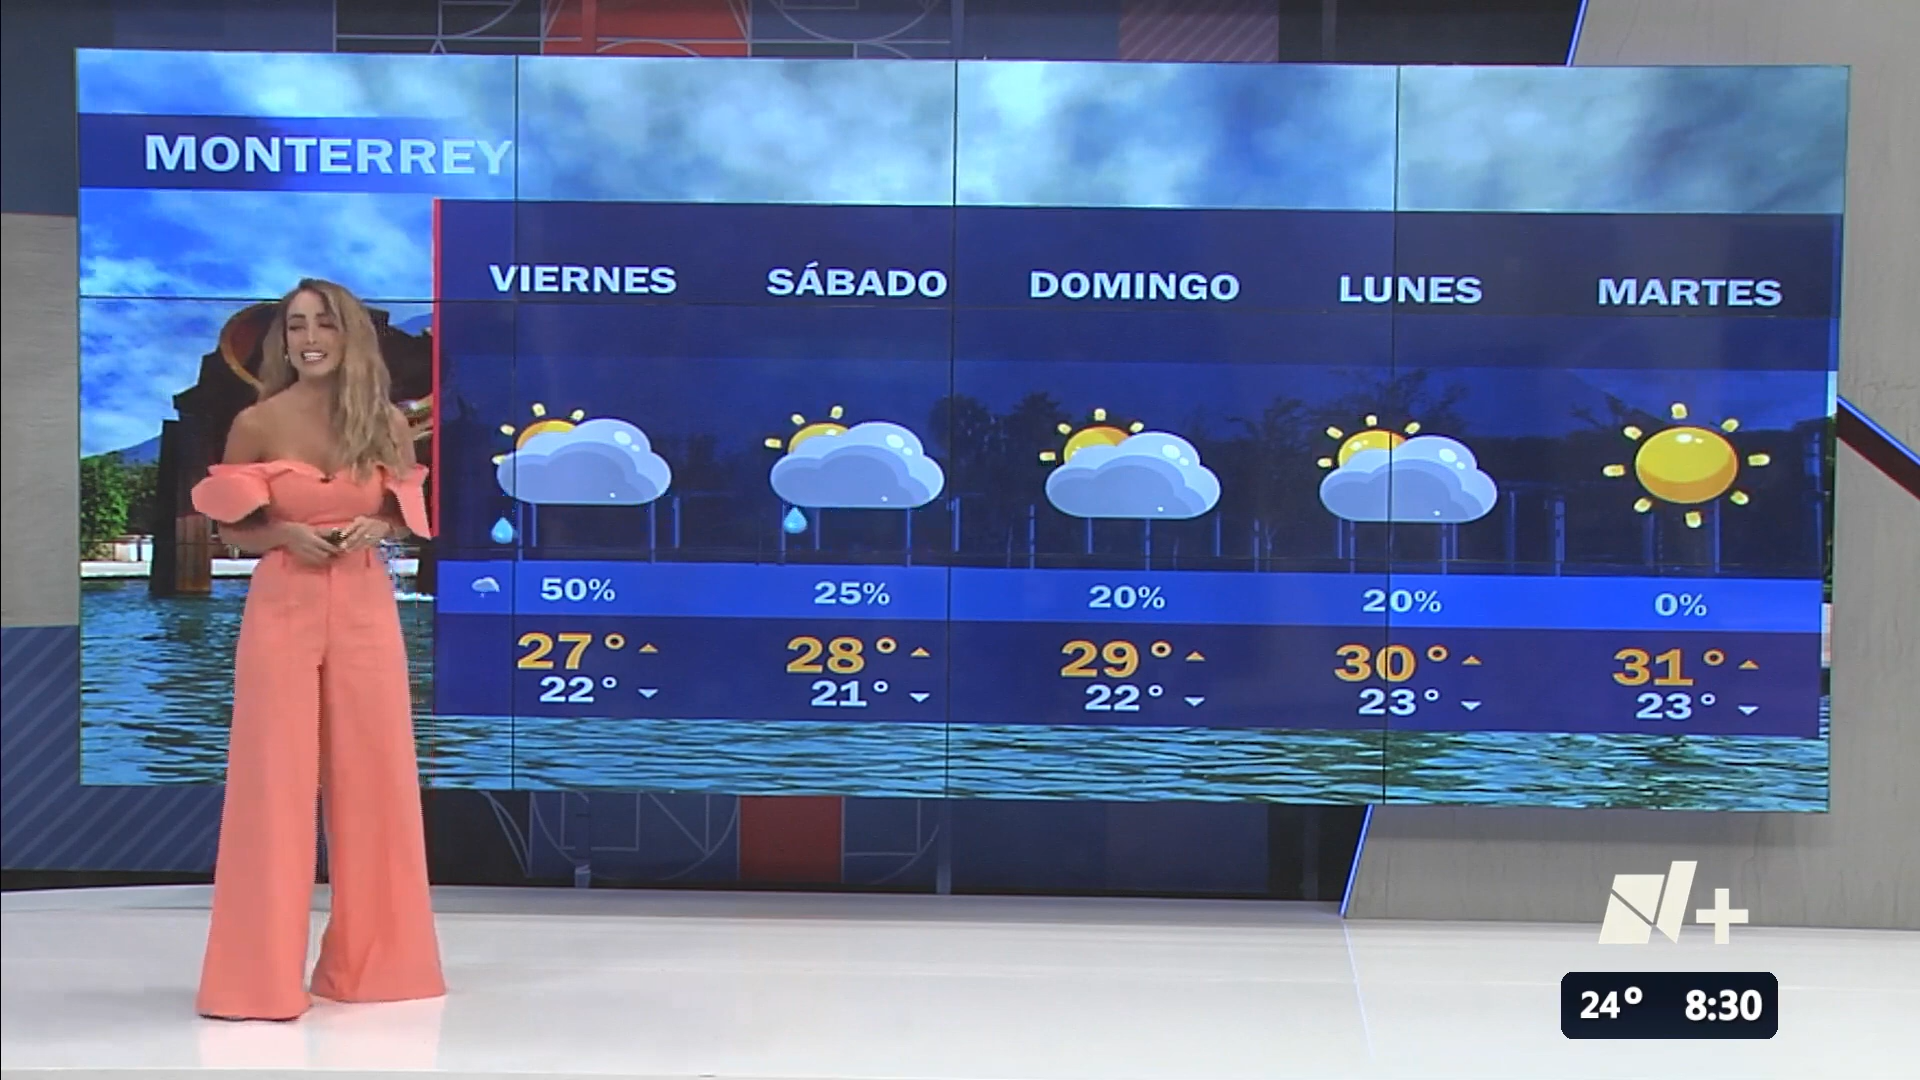 MONTERREY
VIERNES SÁBADO DOMINGO LUNES MARTES
50% 25% 20% 20% 0%
27° 28° 29° 30° 31°
22° 21° 22° 23° 23°
N+
24° 8:30